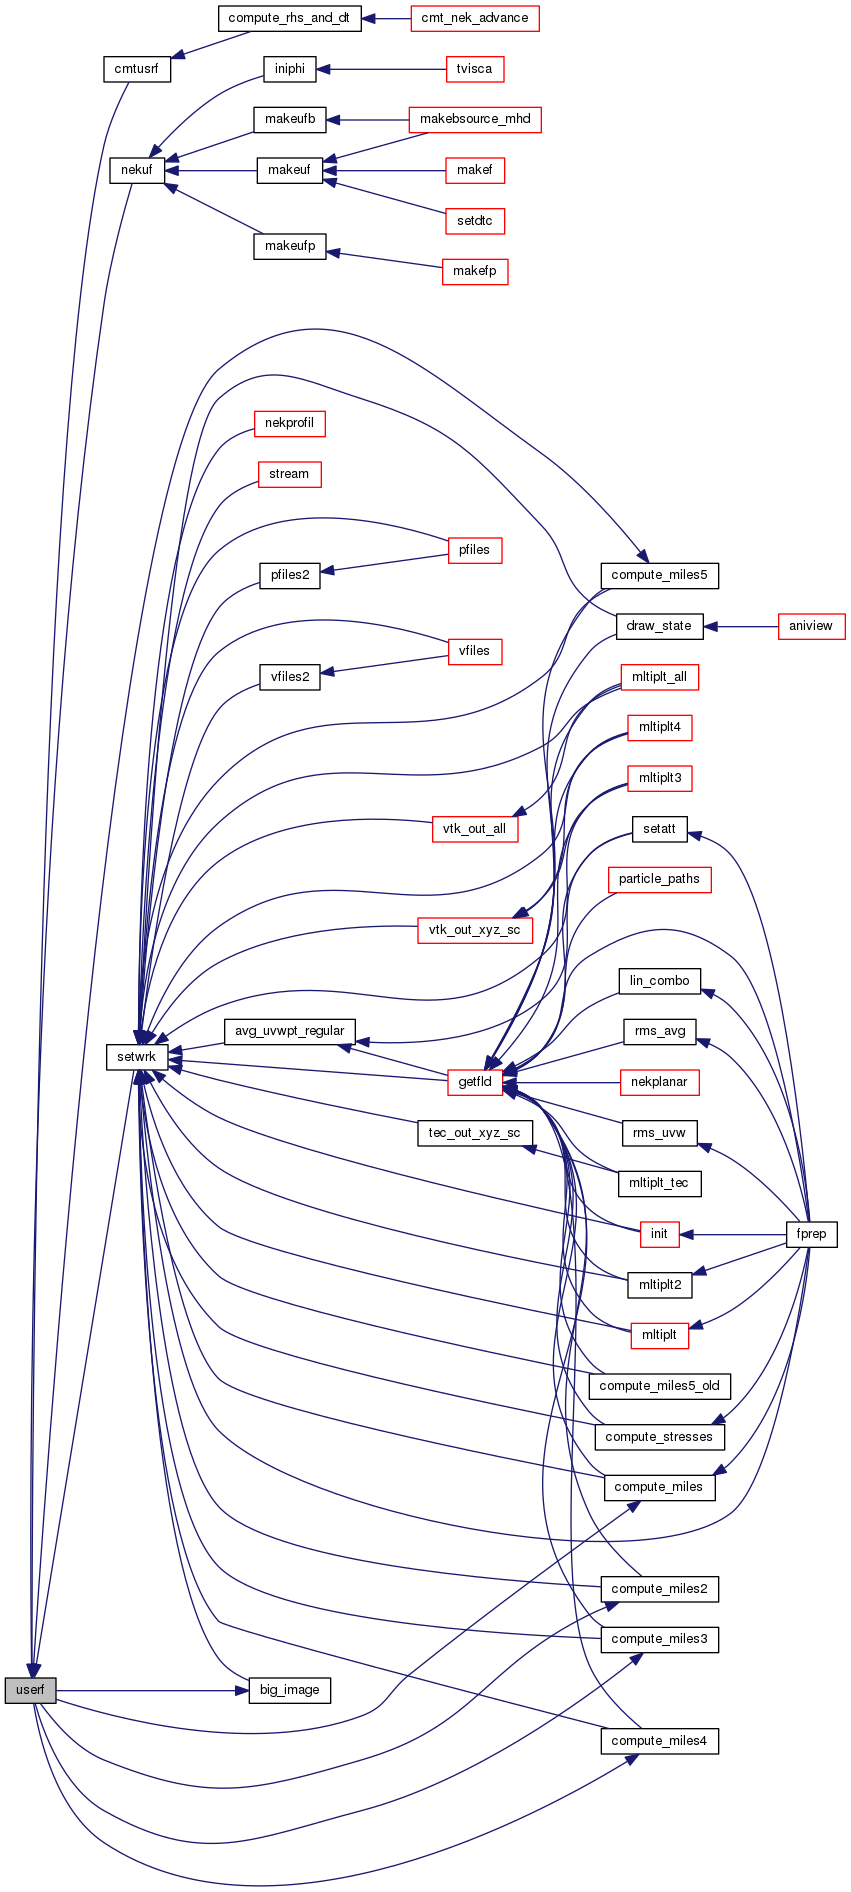 compute_rhs_and_dt
cmt_nek_advance
cmtusrf
iniphi
tvisca
makeufb
makebsource_mhd
nekuf
makeuf
makef
setdtc
makeufp
makefp
nekprofil
stream
pfiles
pfiles2
compute_miles5
draw_state
aniview
vfiles
vfiles2
mltiplt_all
mltiplt4
mltiplt3
vtk_out_all
setatt
particle_paths
vtk_out_xyz_sc
lin_combo
avg_uvwpt_regular
rms_avg
setwrk
getfld
nekplanar
tec_out_xyz_sc
rms_uvw
mltiplt_tec
init
fprep
mltiplt2
mltiplt
compute_miles5_old
compute_stresses
compute_miles
compute_miles2
compute_miles3
userf
big_image
compute_miles4